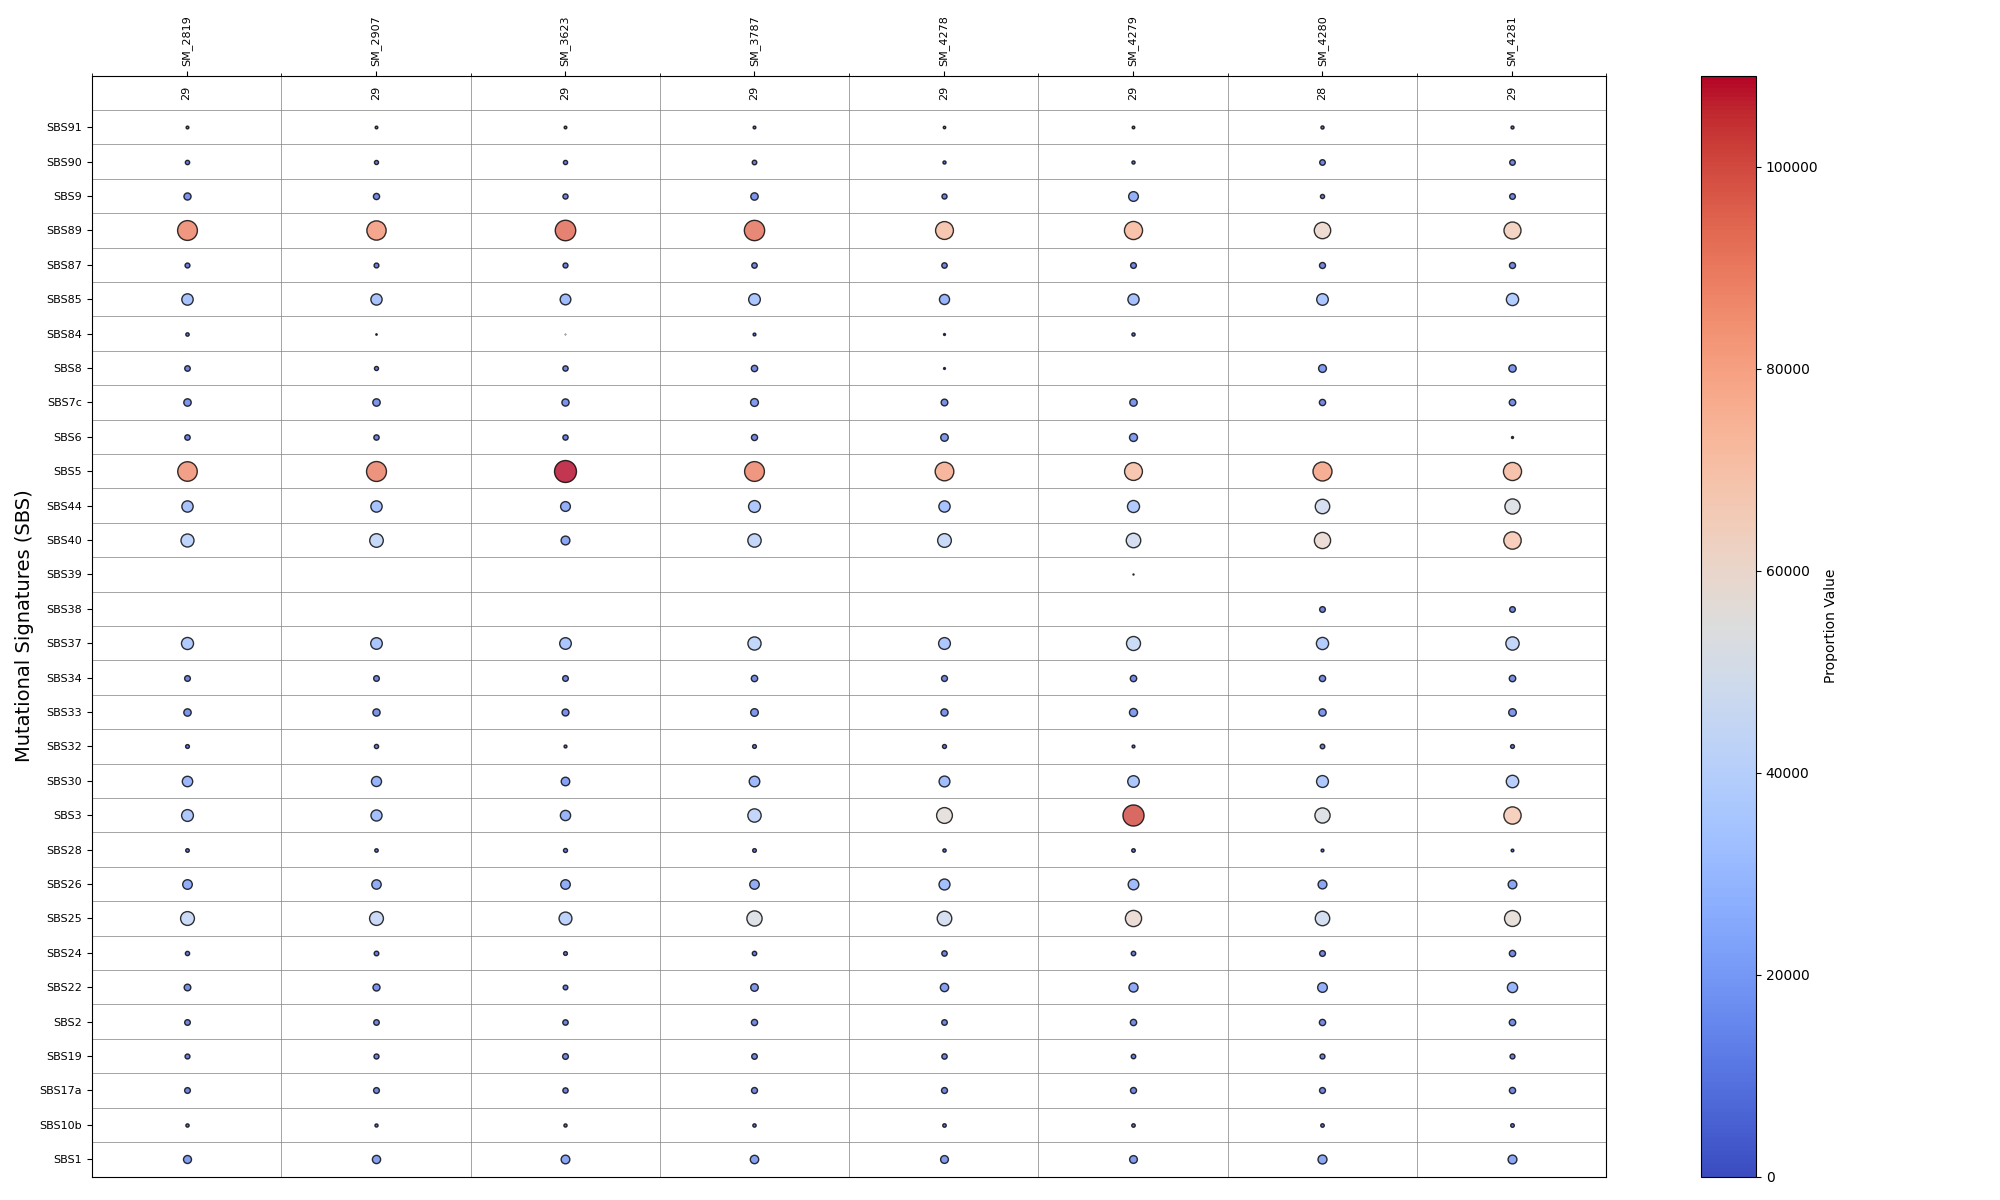 SM_2819 SM_2907 SM_3623 SM_3787 SM_4278 SM_4279 SM_4280 SM_4281
29 29 29 29 29 29 28 29
SBS91
SBS90
SBS9
SBS89
SBS87
SBS85
SBS84
SBS8
SBS7c
SBS6
SBS5
SBS44
SBS40
SBS39
SBS38
SBS37
SBS34
SBS33
SBS32
SBS30
SBS3
SBS28
SBS26
SBS25
SBS24
SBS22
SBS2
SBS19
SBS17a
SBS10b
SBS1
Mutational Signatures (SBS)
100000
80000
60000
40000
20000
0
Proportion Value